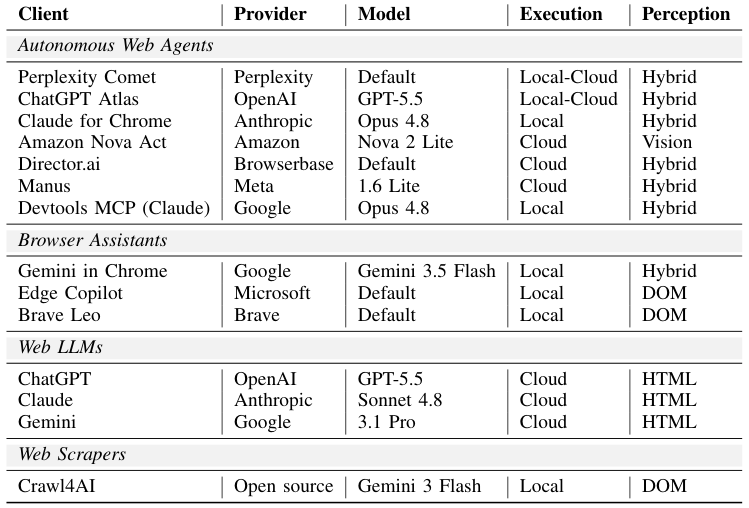 Client Provider Model Execution Perception
Autonomous Web Agents
Perplexity Comet Perplexity Default Local-Cloud Hybrid
ChatGPT Atlas OpenAI GPT-5.5 Local-Cloud Hybrid
Claude for Chrome Anthropic Opus 4.8 Local Hybrid
Amazon Nova Act Amazon Nova 2 Lite Cloud Vision
Director.ai Browserbase Default Cloud Hybrid
Manus Meta 1.6 Lite Cloud Hybrid
Devtools MCP (Claude) Google Opus 4.8 Local Hybrid
Browser Assistants
Gemini in Chrome Google Gemini 3.5 Flash Local Hybrid
Edge Copilot Microsoft Default Local DOM
Brave Leo Brave Default Local DOM
Web LLMs
ChatGPT OpenAI GPT-5.5 Cloud HTML
Claude Anthropic Sonnet 4.8 Cloud HTML
Gemini Google 3.1 Pro Cloud HTML
Web Scrapers
Crawl4AI Open source Gemini 3 Flash Local DOM